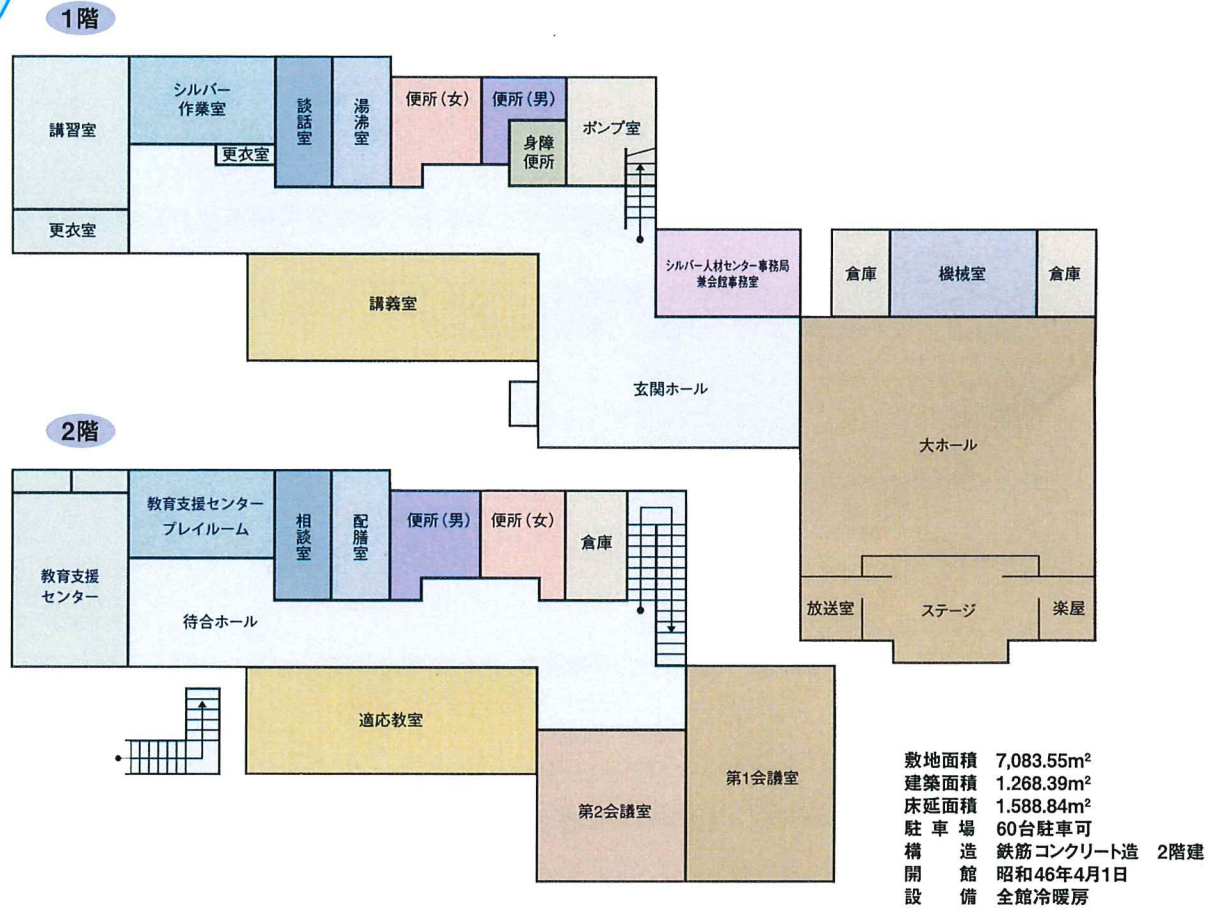 1階
講習室
シルバー
作業室
談話室
湯沸室
便所(女)
便所(男)
身障
便所
ポンプ室
更衣室
更衣室
シルバー人材センター事務局
兼会館事務室
倉庫
機械室
倉庫
講義室
玄関ホール
大ホール
放送室
ステージ
楽屋
2階
教育支援センター
プレイルーム
相談室
配膳室
便所(男)
便所(女)
倉庫
教育支援
センター
待合ホール
適応教室
第2会議室
第1会議室
敷地面積 7,083.55m²
建築面積 1.268.39m²
床延面積 1.588.84m²
駐車場 60台駐車可
構造 鉄筋コンクリート造 2階建
開館 昭和46年4月1日
設備 全館冷暖房